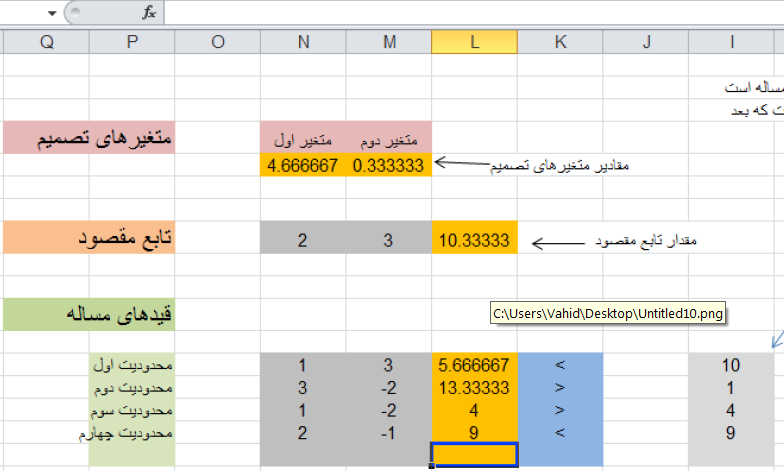 fx
Q P O N M L K J I
مساله است
ت که بعد
متغیرهای تصمیم متغیر اول متغیر دوم
4.666667 0.333333 مقادیر متغیرهای تصمیم
تابع مقصود 2 3 10.33333 مقدار تابع مقصود
قیدهای مساله
C:\Users\Vahid\Desktop\Untitled10.png
محدودیت اول 1 3 5.666667 < 10
محدودیت دوم 3 -2 13.33333 > 1
محدودیت سوم 1 -2 4 > 4
محدودیت چهارم 2 -1 9 < 9